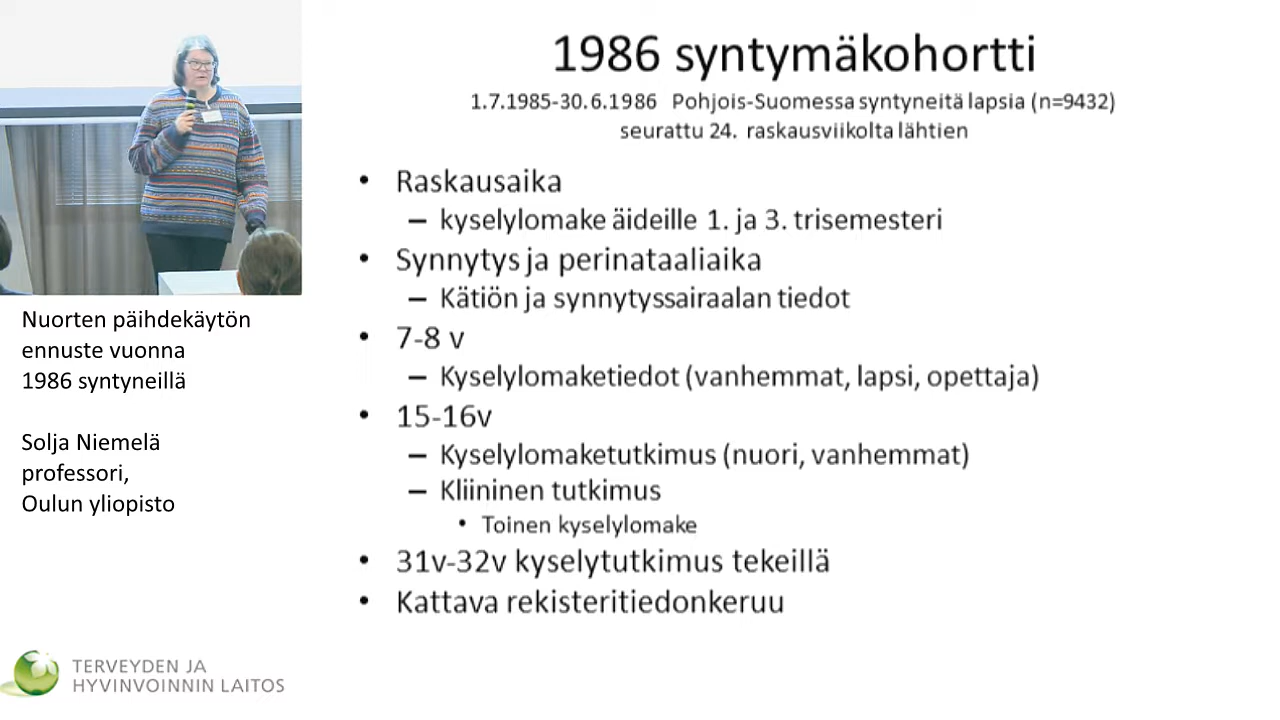 1986 syntymäkohortti
1.7.1985-30.6.1986 Pohjois-Suomessa syntyneitä lapsia (n=9432)
seurattu 24. raskausviikolta lähtien
• Raskausaika
– kyselylomake äideille 1. ja 3. trisemesteri
• Synnytys ja perinataaliaika
– Kätiön ja synnytyssairaalan tiedot
• 7-8 v
– Kyselylomaketiedot (vanhemmat, lapsi, opettaja)
• 15-16v
– Kyselylomaketutkimus (nuori, vanhemmat)
– Kliininen tutkimus
• Toinen kyselylomake
• 31v-32v kyselytutkimus tekeillä
• Kattava rekisteritiedonkeruu
Nuorten päihdekäytön
ennuste vuonna
1986 syntyneillä
Solja Niemelä
professori,
Oulun yliopisto
TERVEYDEN JA
HYVINVOINNIN LAITOS